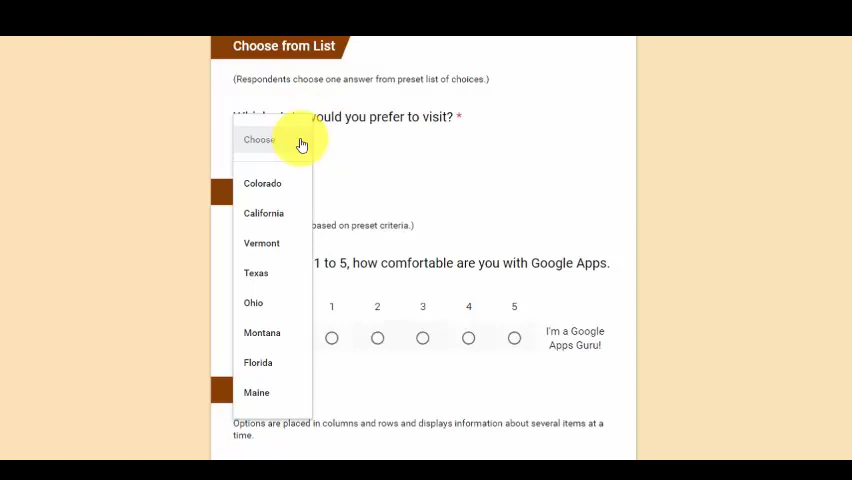 Choose from List
(Respondents choose one answer from preset list of choices.)
would you prefer to visit? *
Choose
Colorado
California
based on preset criteria.)
Vermont
1 to 5, how comfortable are you with Google Apps.
Texas
Ohio
1 2 3 4 5
Montana
I'm a Google
Apps Guru!
Florida
Maine
Options are placed in columns and rows and displays information about several items at a
time.